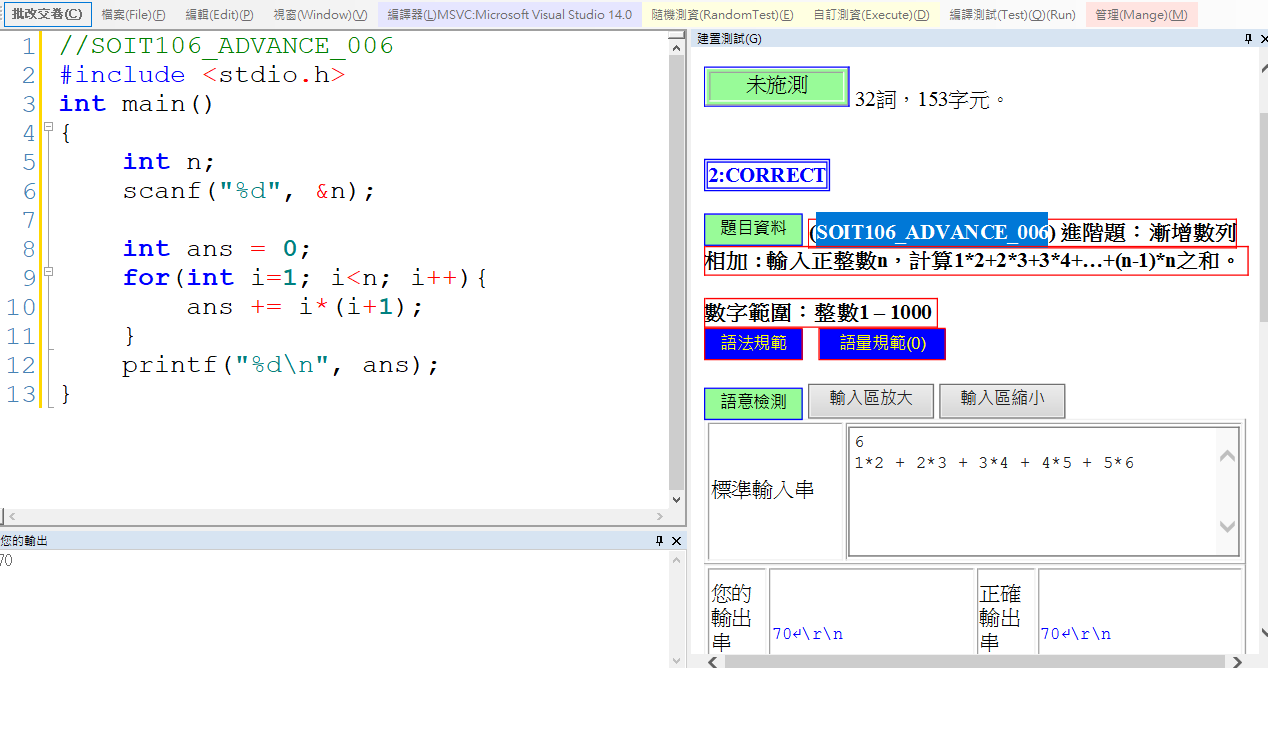 批改交卷(C) 檔案(File)(F) 編輯(Edit)(P) 視窗(Window)(V) 編譯器(L)MSVC:Microsoft Visual Studio 14.0 隨機測資(RandomTest)(E) 自訂測資(Execute)(D) 編譯測試(Test)(Q)(Run) 管理(Mange)(M)
1 //SOIT106_ADVANCE_006
2 #include <stdio.h>
3 int main()
4 {
5 int n;
6 scanf("%d", &n);
7
8 int ans = 0;
9 for(int i=1; i<n; i++){
10 ans += i*(i+1);
11 }
12 printf("%d\n", ans);
13 }
您的輸出
70
建置測試(G)
未施測 32詞，153字元。
2:CORRECT
題目資料 (SOIT106_ADVANCE_006) 進階題：漸增數列
相加：輸入正整數n，計算1*2+2*3+3*4+…+(n-1)*n之和。
數字範圍：整數1 – 1000
語法規範 語量規範(0)
語意檢測 輸入區放大 輸入區縮小
標準輸入串
6
1*2 + 2*3 + 3*4 + 4*5 + 5*6
您的
輸出
串
70↵\r\n
正確
輸出
串
70↵\r\n